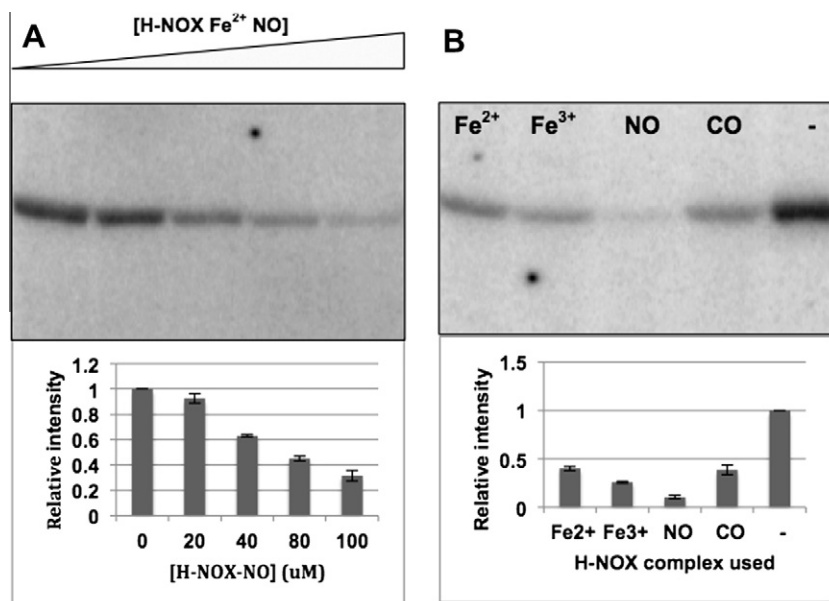 A
[H-NOX Fe²⁺ NO]
Relative intensity
1.2
1
0.8
0.6
0.4
0.2
0
0 20 40 80 100
[H-NOX-NO] (uM)
B
Fe²⁺ Fe³⁺ NO CO -
Relative intensity
1.5
1
0.5
0
Fe2+ Fe3+ NO CO -
H-NOX complex used